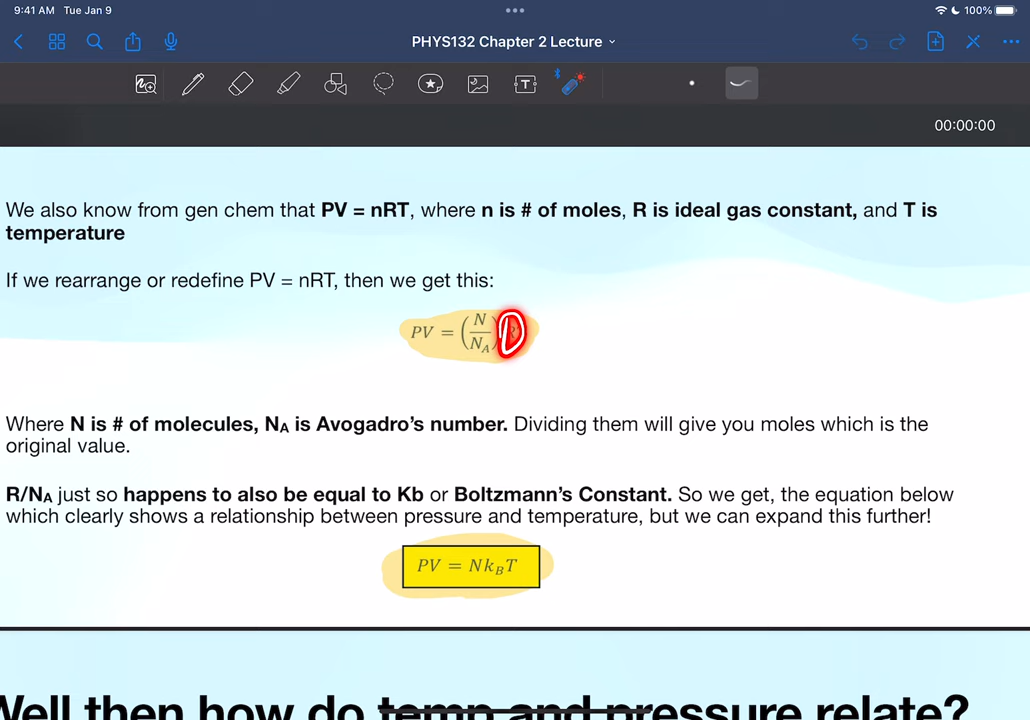 9:41 AM Tue Jan 9
100%
PHYS132 Chapter 2 Lecture
T
00:00:00
We also know from gen chem that PV = nRT, where n is # of moles, R is ideal gas constant, and T is
temperature
If we rearrange or redefine PV = nRT, then we get this:
PV = (N/N_A)
Where N is # of molecules, NA is Avogadro’s number. Dividing them will give you moles which is the
original value.
R/NA just so happens to also be equal to Kb or Boltzmann’s Constant. So we get, the equation below
which clearly shows a relationship between pressure and temperature, but we can expand this further!
PV = Nk_BT
Well then how do temp and pressure relate?